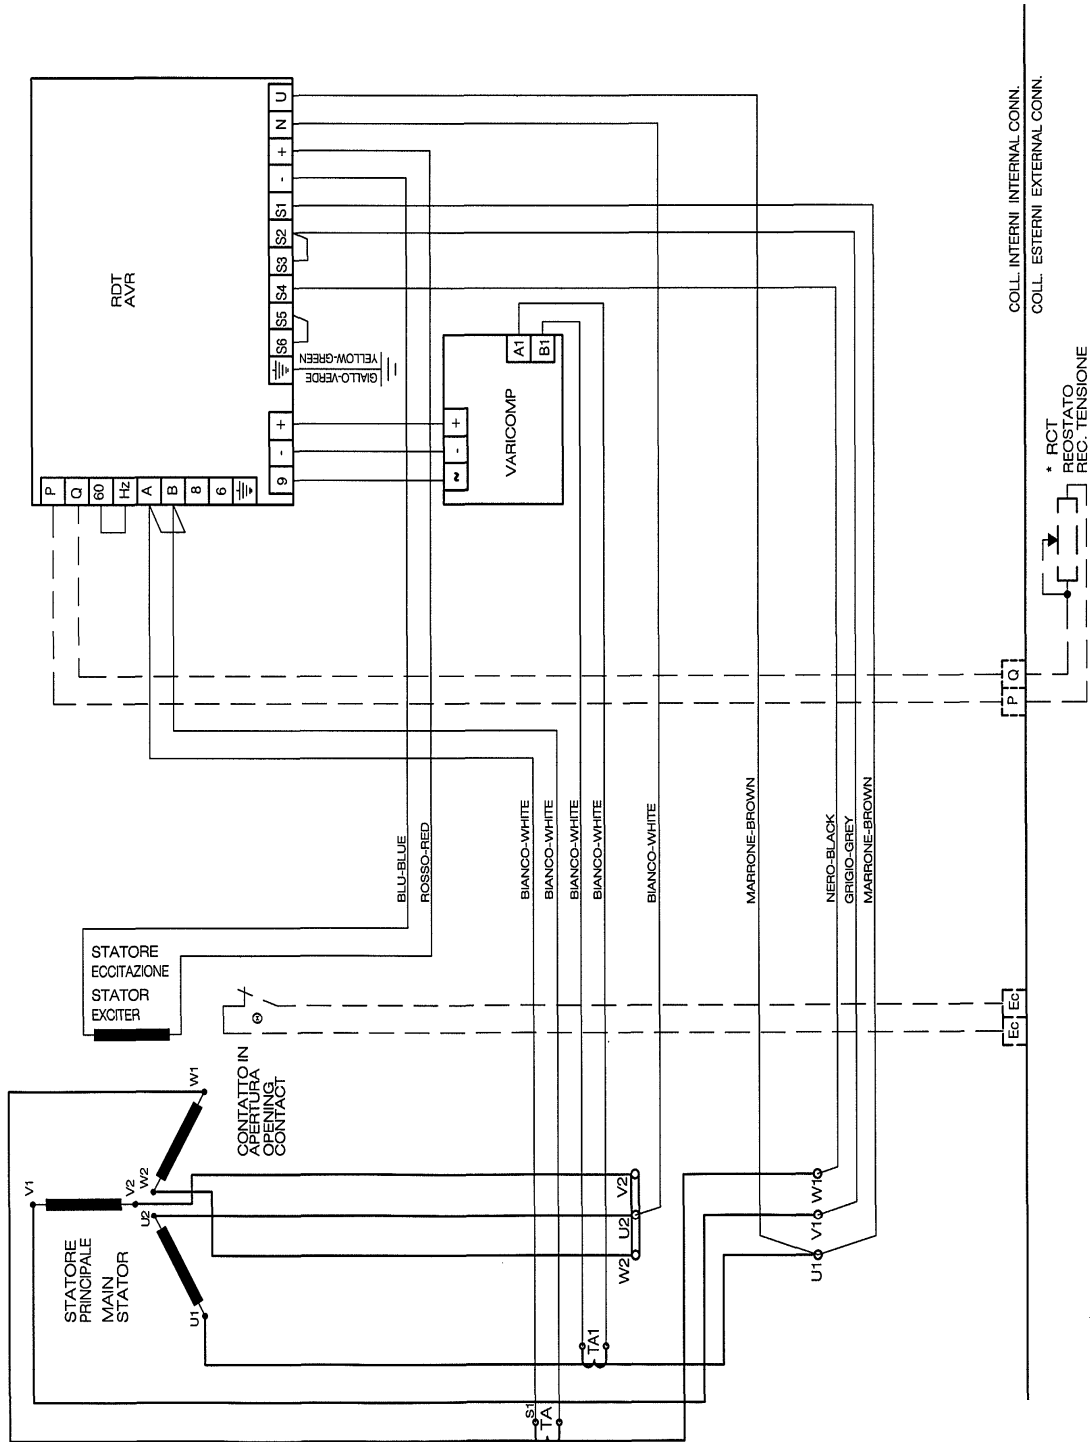 RDT
AVR
U
N
+
-
S1
S2
S3
S4
S5
S6
+
-
9
P
Q
60
Hz
A
B
8
6
GIALLO-VERDE
YELLOW-GREEN
VARICOMP
A1
B1
+
-
~
COLL. INTERNI INTERNAL CONN.
COLL. ESTERNI EXTERNAL CONN.
* RCT
REOSTATO
REC. TENSIONE
Q
P
BLU-BLUE
ROSSO-RED
BIANCO-WHITE
BIANCO-WHITE
BIANCO-WHITE
BIANCO-WHITE
BIANCO-WHITE
MARRONE-BROWN
NERO-BLACK
GRIGIO-GREY
MARRONE-BROWN
STATORE
ECCITAZIONE
STATOR
EXCITER
Θ
Ec
Ec
CONTATTO IN
APERTURA
OPENING
CONTACT
W1
W2
V1
V2
U2
U1
STATORE
PRINCIPALE
MAIN
STATOR
V2
U2
W2
W1
V1
U1
TA1
S1
TA